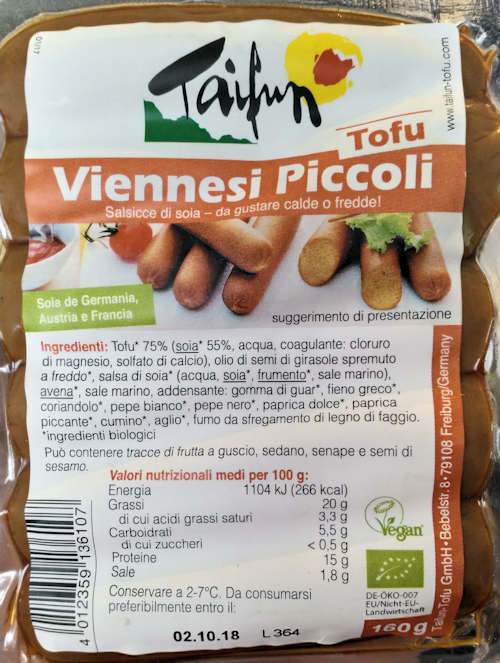 Taifun
www.taifun-tofu.com
Tofu
Viennesi Piccoli
Salsicce di soia – da gustare calde o fredde!
Soia de Germania,
Austria e Francia
suggerimento di presentazione
Ingredienti: Tofu* 75% (soia* 55%, acqua, coagulante: cloruro
di magnesio, solfato di calcio), olio di semi di girasole spremuto
a freddo*, salsa di soia* (acqua, soia*, frumento*, sale marino),
avena*, sale marino, addensante: gomma di guar*, fieno greco*,
coriandolo*, pepe bianco*, pepe nero*, paprica dolce*, paprica
piccante*, cumino*, aglio*, fumo da sfregamento di legno di faggio.
*ingredienti biologici
Può contenere tracce di frutta a guscio, sedano, senape e semi di
sesamo.
Valori nutrizionali medi per 100 g:
Energia 1104 kJ (266 kcal)
Grassi 20 g
di cui acidi grassi saturi 3,3 g
Carboidrati 5,5 g
di cui zuccheri < 0,5 g
Proteine 15 g
Sale 1,8 g
Conservare a 2-7°C. Da consumarsi
preferibilmente entro il:
02.10.18 L 364
4 012359 136107
Vegan
DE-ÖKO-007
EU/Nicht-EU-
Landwirtschaft
160g
Taifun-Tofu GmbH • Bebelstr. 8 • 79108 Freiburg/Germany